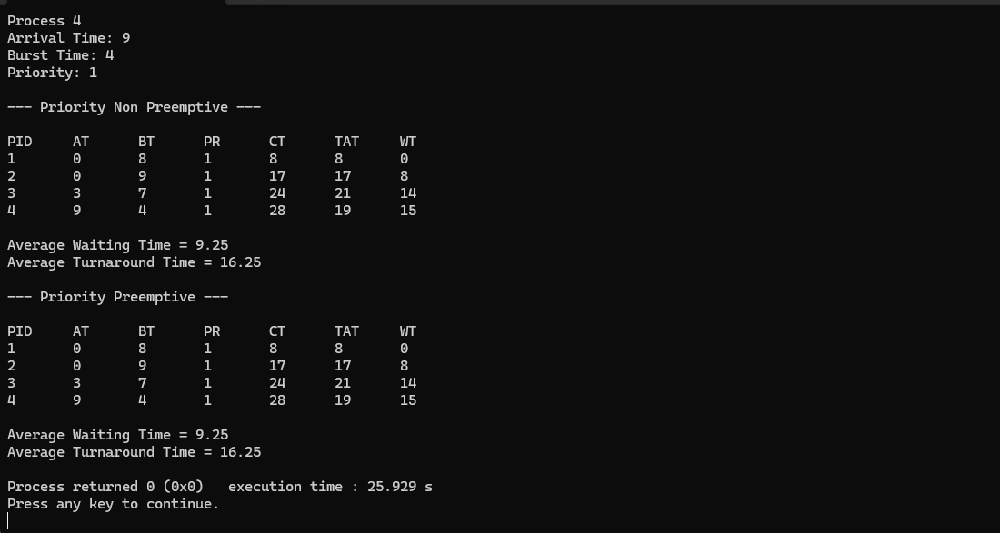 Process 4
Arrival Time: 9
Burst Time: 4
Priority: 1
--- Priority Non Preemptive ---
PID AT BT PR CT TAT WT
1 0 8 1 8 8 0
2 0 9 1 17 17 8
3 3 7 1 24 21 14
4 9 4 1 28 19 15
Average Waiting Time = 9.25
Average Turnaround Time = 16.25
--- Priority Preemptive ---
PID AT BT PR CT TAT WT
1 0 8 1 8 8 0
2 0 9 1 17 17 8
3 3 7 1 24 21 14
4 9 4 1 28 19 15
Average Waiting Time = 9.25
Average Turnaround Time = 16.25
Process returned 0 (0x0) execution time : 25.929 s
Press any key to continue.